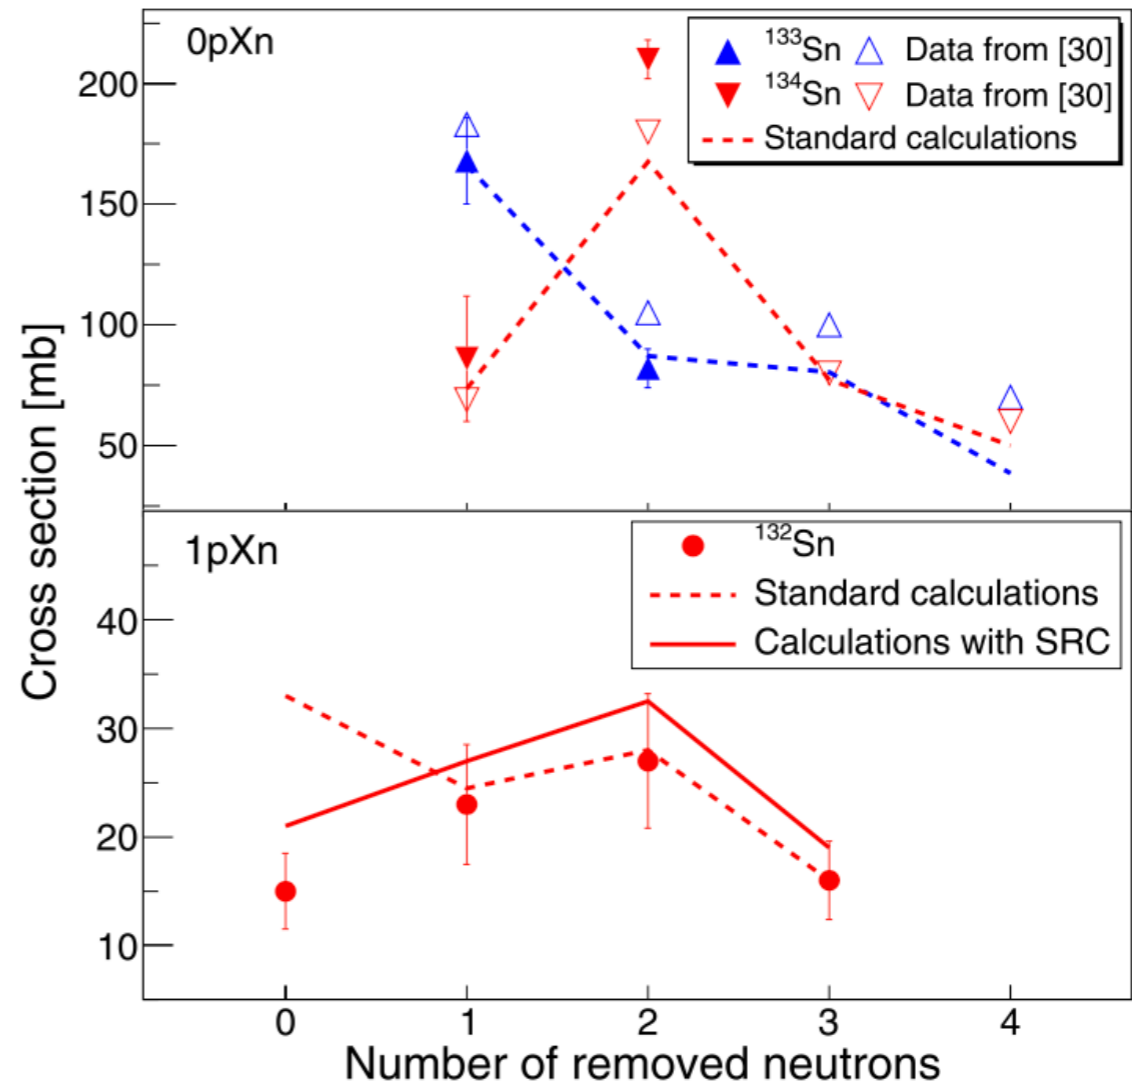 0pXn
¹³³Sn Data from [30]
¹³⁴Sn Data from [30]
Standard calculations
200
150
100
50
Cross section [mb]
1pXn
¹³²Sn
Standard calculations
Calculations with SRC
40
30
20
10
0 1 2 3 4
Number of removed neutrons